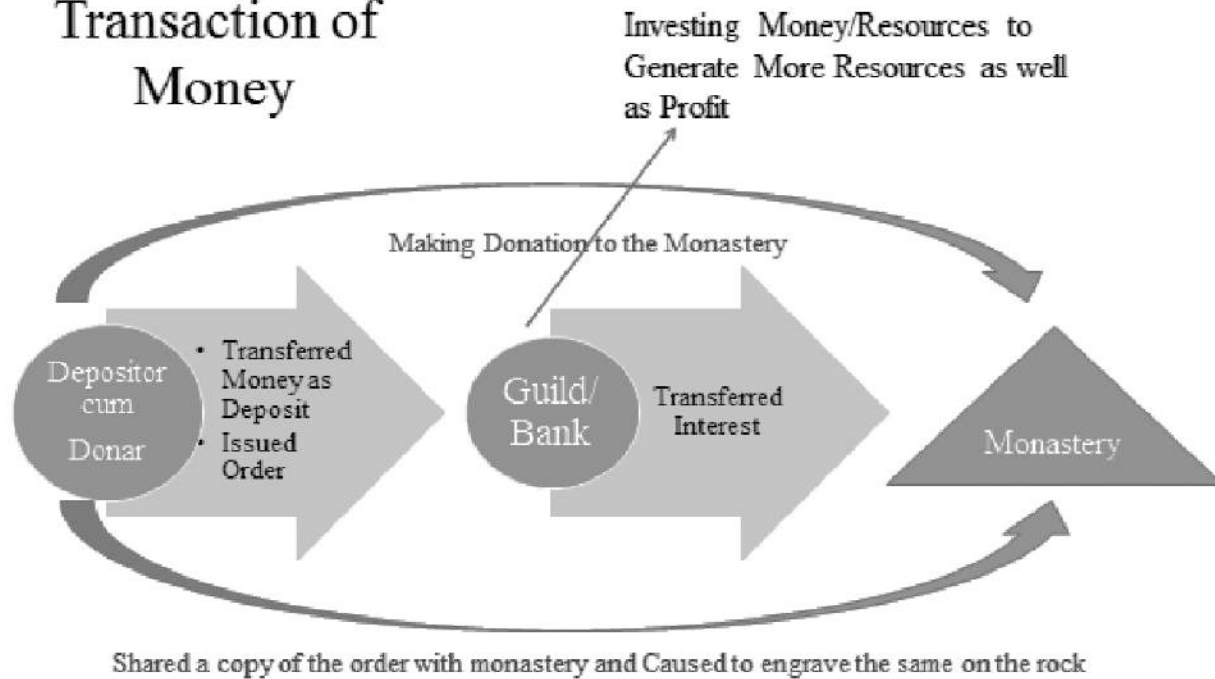 Transaction of
Money
Investing Money/Resources to
Generate More Resources as well
as Profit
Making Donation to the Monastery
Depositor
cum
Donar
• Transferred
Money as
Deposit
• Issued
Order
Guild/
Bank
Transferred
Interest
Monastery
Shared a copy of the order with monastery and Caused to engrave the same on the rock